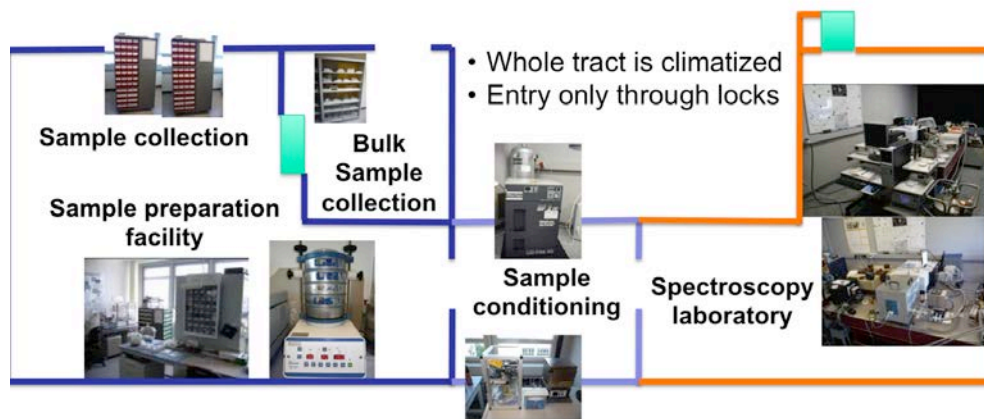 • Whole tract is climatized
• Entry only through locks
Sample collection
Bulk
Sample
collection
Sample preparation
facility
Sample
conditioning
Spectroscopy
laboratory